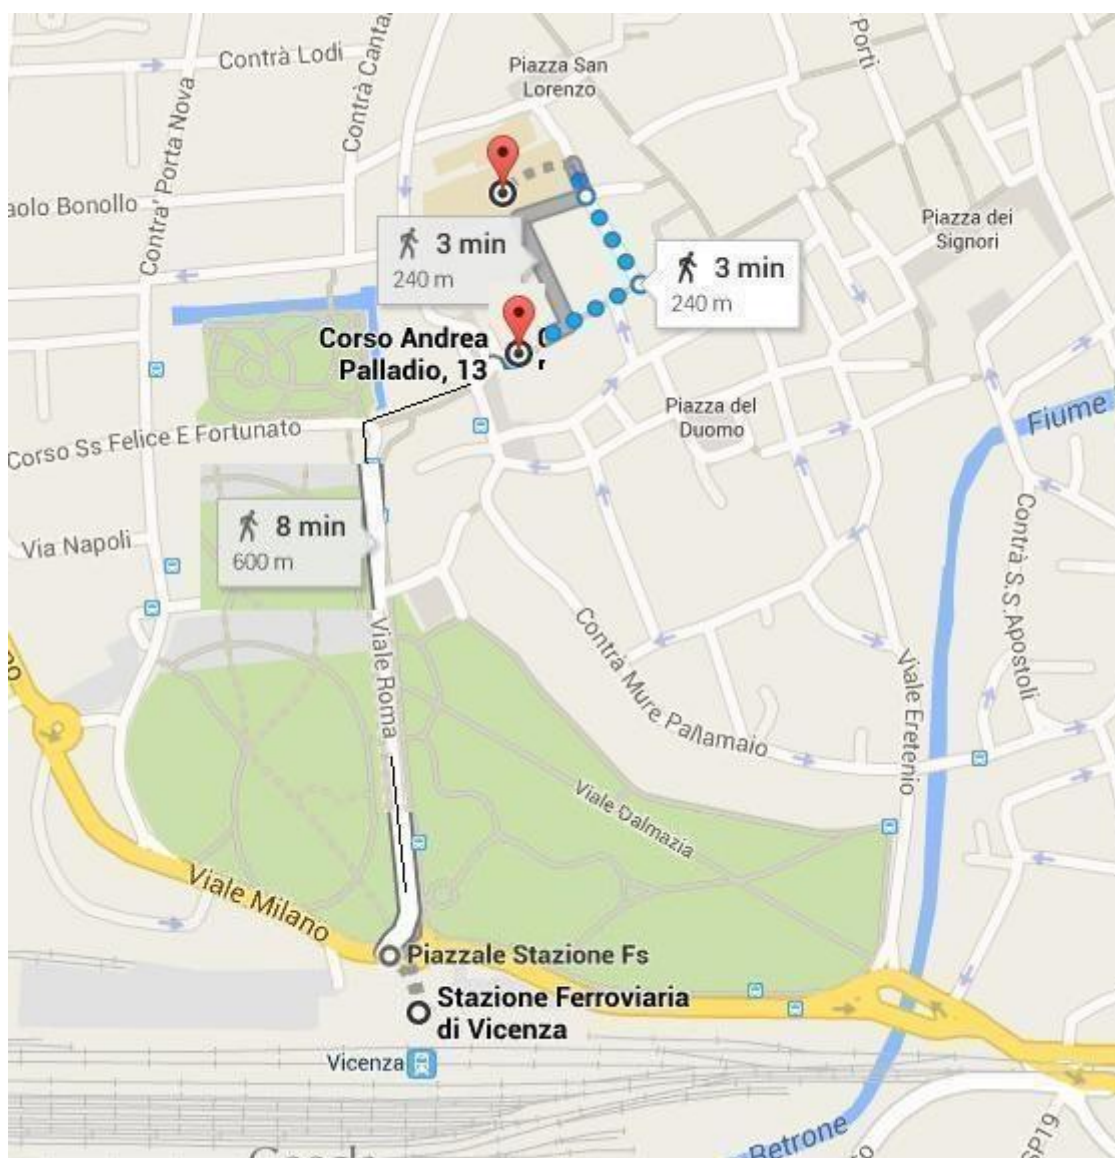 Contrà Lodi
Contrà Canta
Contra' Porta Nova
Piazza San
Lorenzo
Porti
aolo Bonollo
3 min
240 m
Piazza dei
Signori
3 min
240 m
Corso Andrea
Palladio, 13
Piazza del
Duomo
Fiume
Corso Ss Felice E Fortunato
8 min
600 m
Via Napoli
Contrà S.S.Apostoli
Contrà Mure Pallamaio
Viale Roma
Viale Eretenio
Viale Dalmazia
Viale Milano
Piazzale Stazione Fs
Stazione Ferroviaria
di Vicenza
Vicenza
Retrone
SP19